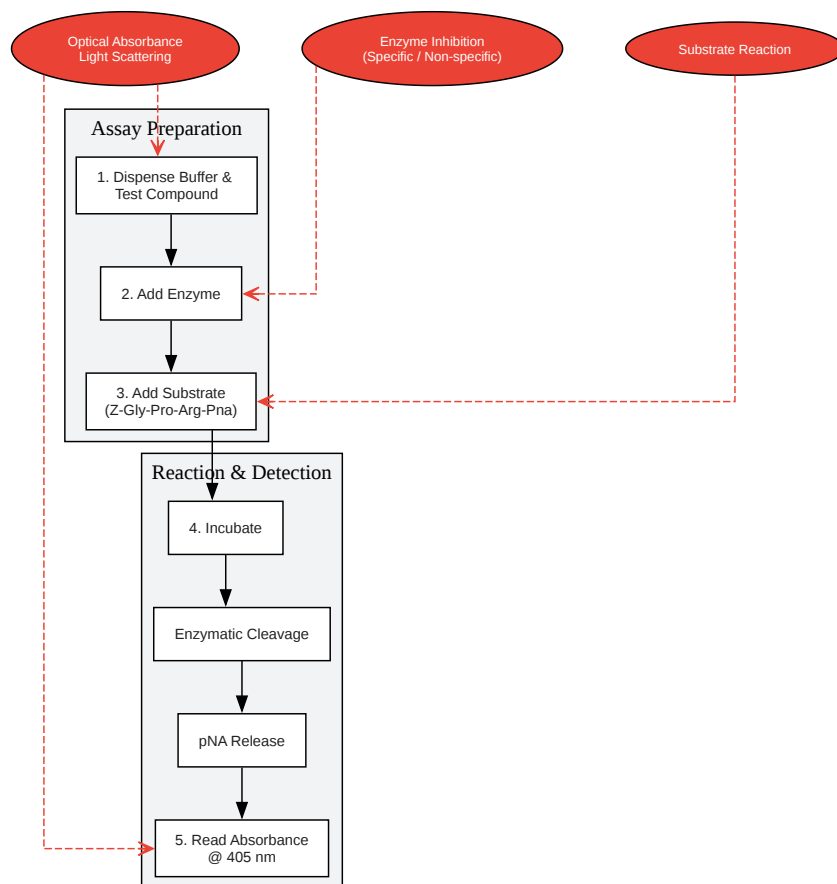 Optical Absorbance
Light Scattering
Enzyme Inhibition
(Specific / Non-specific)
Substrate Reaction
Assay Preparation
1. Dispense Buffer &
Test Compound
2. Add Enzyme
3. Add Substrate
(Z-Gly-Pro-Arg-Pna)
Reaction & Detection
4. Incubate
Enzymatic Cleavage
pNA Release
5. Read Absorbance
@ 405 nm